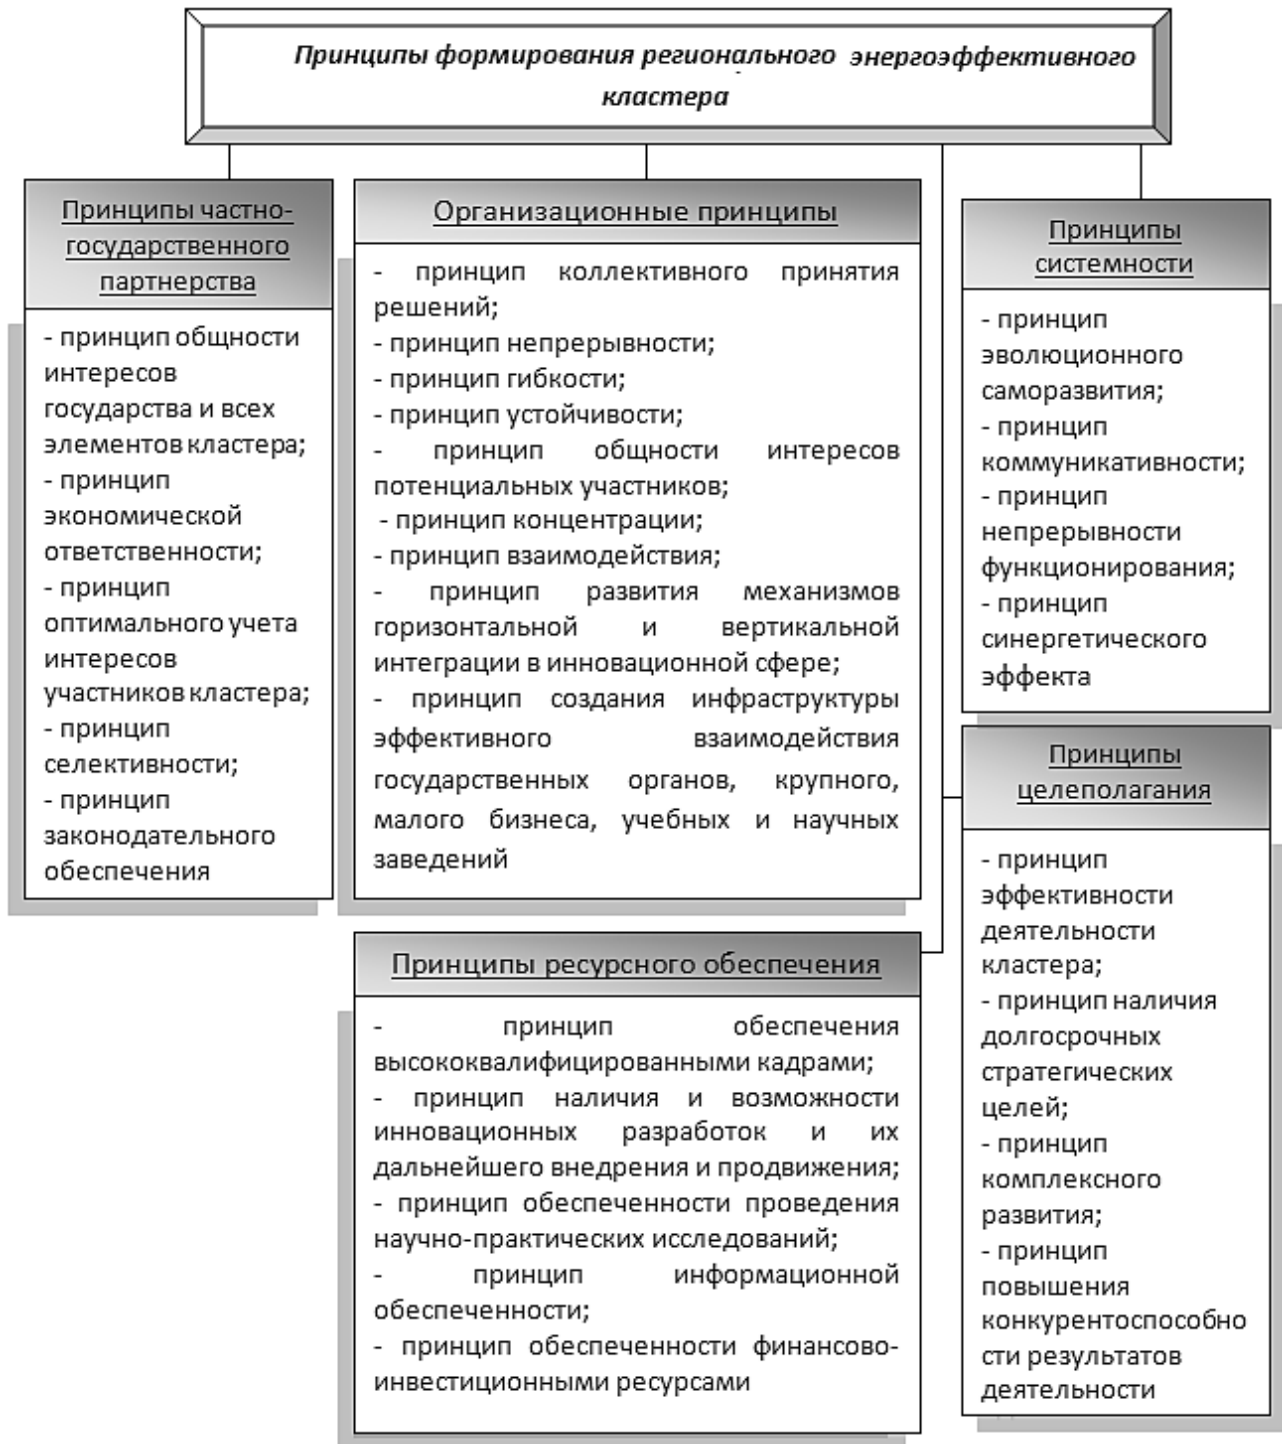 Принципы формирования регионального энергоэффективного
кластера
Принципы частно-
государственного
партнерства
- принцип общности
интересов
государства и всех
элементов кластера;
- принцип
экономической
ответственности;
- принцип
оптимального учета
интересов
участников кластера;
- принцип
селективности;
- принцип
законодательного
обеспечения
Организационные принципы
- принцип коллективного принятия
решений;
- принцип непрерывности;
- принцип гибкости;
- принцип устойчивости;
- принцип общности интересов
потенциальных участников;
- принцип концентрации;
- принцип взаимодействия;
- принцип развития механизмов
горизонтальной и вертикальной
интеграции в инновационной сфере;
- принцип создания инфраструктуры
эффективного взаимодействия
государственных органов, крупного,
малого бизнеса, учебных и научных
заведений
Принципы
системности
- принцип
эволюционного
саморазвития;
- принцип
коммуникативности;
- принцип
непрерывности
функционирования;
- принцип
синергетического
эффекта
Принципы
целеполагания
- принцип
эффективности
деятельности
кластера;
- принцип наличия
долгосрочных
стратегических
целей;
- принцип
комплексного
развития;
- принцип
повышения
конкурентоспособно
сти результатов
деятельности
Принципы ресурсного обеспечения
- принцип обеспечения
высококвалифицированными кадрами;
- принцип наличия и возможности
инновационных разработок и их
дальнейшего внедрения и продвижения;
- принцип обеспеченности проведения
научно-практических исследований;
- принцип информационной
обеспеченности;
- принцип обеспеченности финансово-
инвестиционными ресурсами